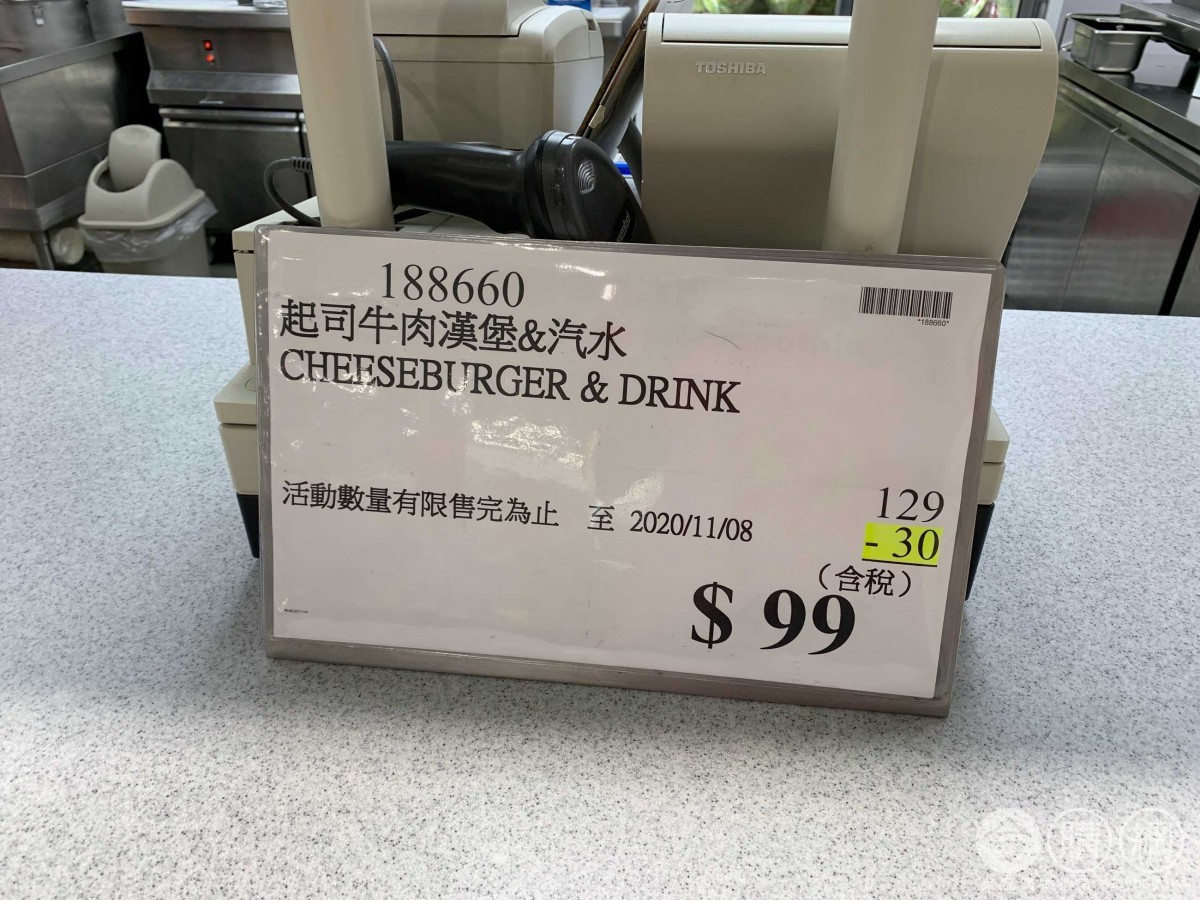 TOSHIBA
188660
*188660*
起司牛肉漢堡&汽水
CHEESEBURGER & DRINK
129
活動數量有限售完為止 至 2020/11/08
- 30
（含稅）
$ 99